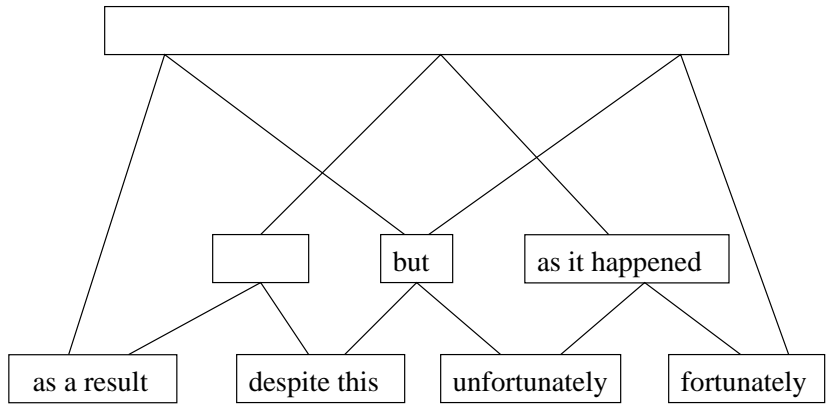 but
as it happened
as a result
despite this
unfortunately
fortunately